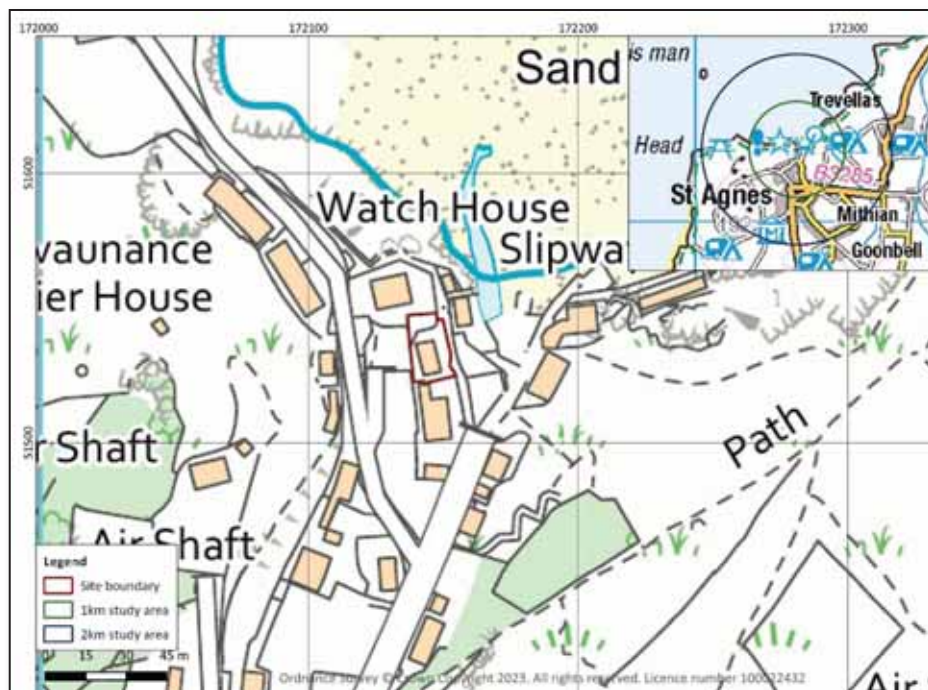 172000
172100
172200
172300
Sand
is man
Head
Trevellas
B3285
St Agnes
Mithian
Goonbell
51600
Watch House
Slipwa
vaunance
ier House
51500
r Shaft
Path
Air Shaft
Legend
Site boundary
1km study area
2km study area
0 15 30 45 m
Ordnance Survey © Crown Copyright 2023. All rights reserved. Licence number 100022432
Air